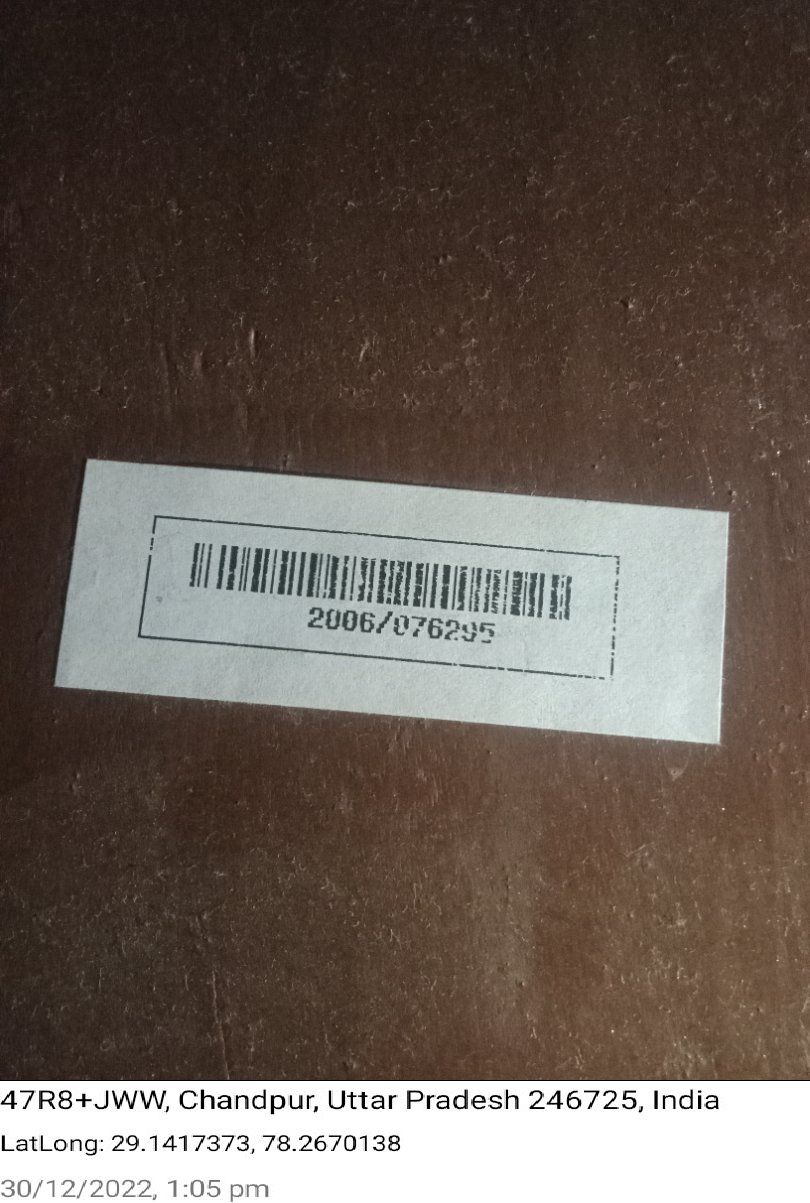 2006/076295
47R8+JWW, Chandpur, Uttar Pradesh 246725, India
LatLong: 29.1417373, 78.2670138
30/12/2022, 1:05 pm